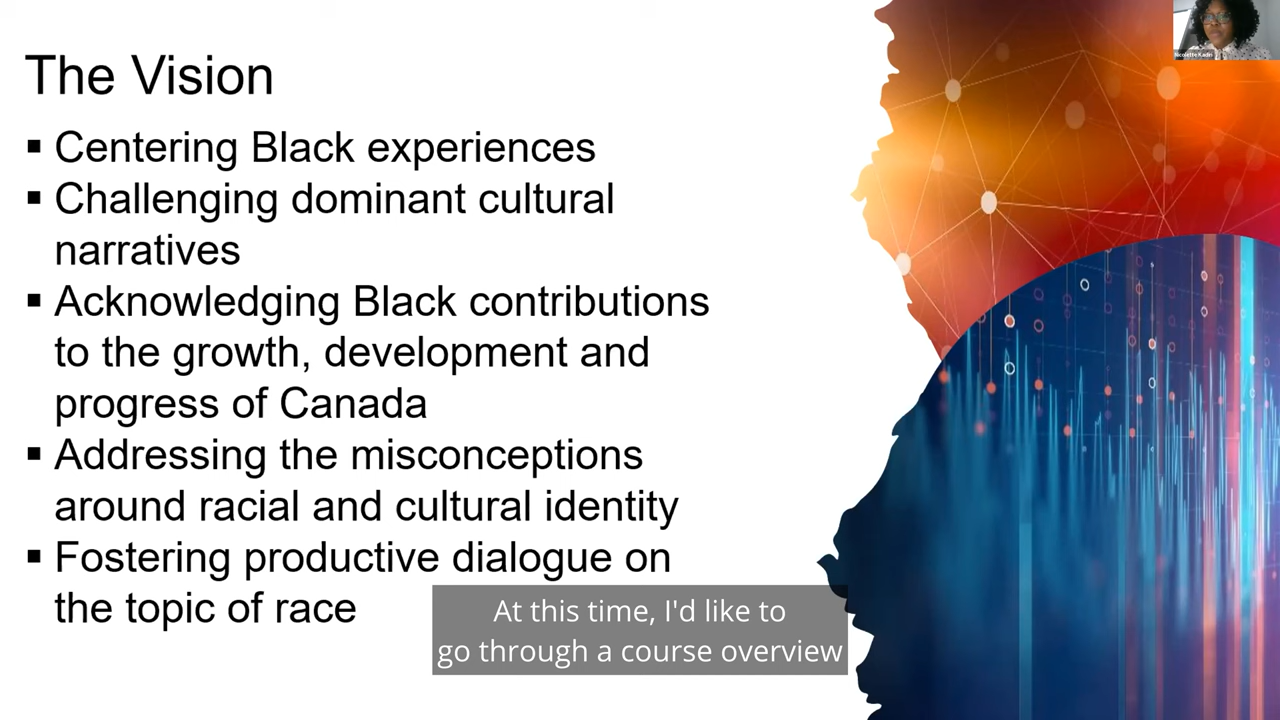 The Vision
▪ Centering Black experiences
▪ Challenging dominant cultural
narratives
▪ Acknowledging Black contributions
to the growth, development and
progress of Canada
▪ Addressing the misconceptions
around racial and cultural identity
▪ Fostering productive dialogue on
the topic of race
At this time, I'd like to
go through a course overview